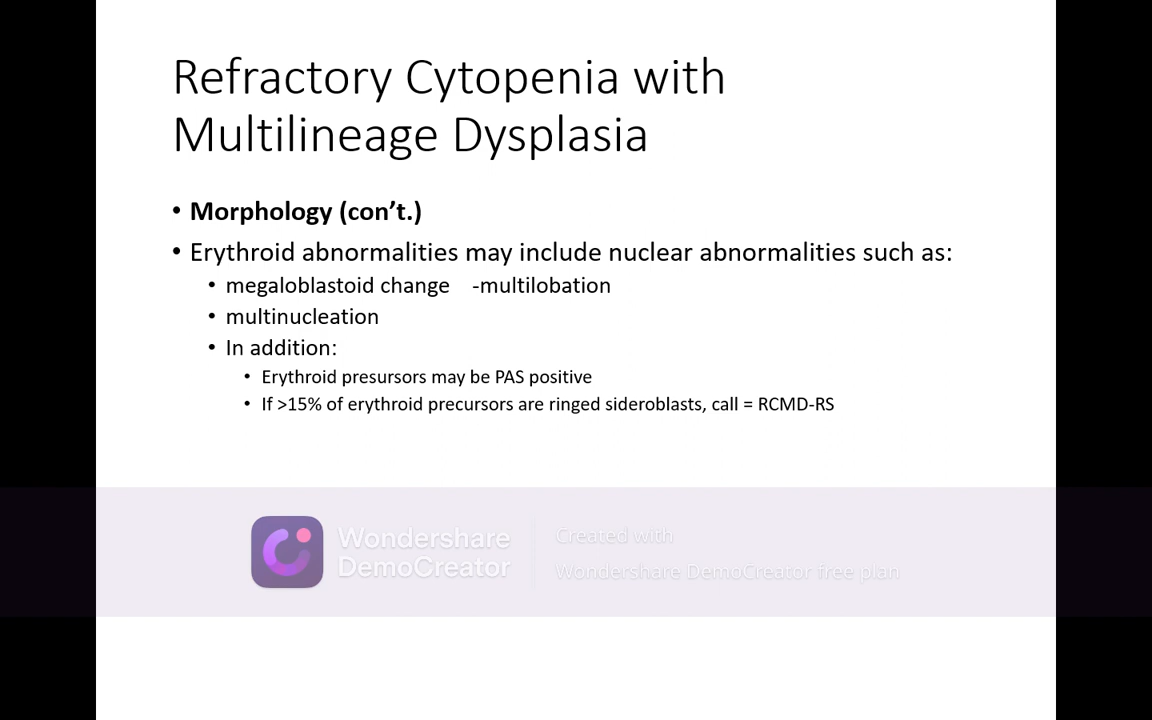 Refractory Cytopenia with
Multilineage Dysplasia
• Morphology (con’t.)
• Erythroid abnormalities may include nuclear abnormalities such as:
• megaloblastoid change -multilobation
• multinucleation
• In addition:
• Erythroid presursors may be PAS positive
• If >15% of erythroid precursors are ringed sideroblasts, call = RCMD-RS
Wondershare
DemoCreator
Created with
Wondershare DemoCreator free plan